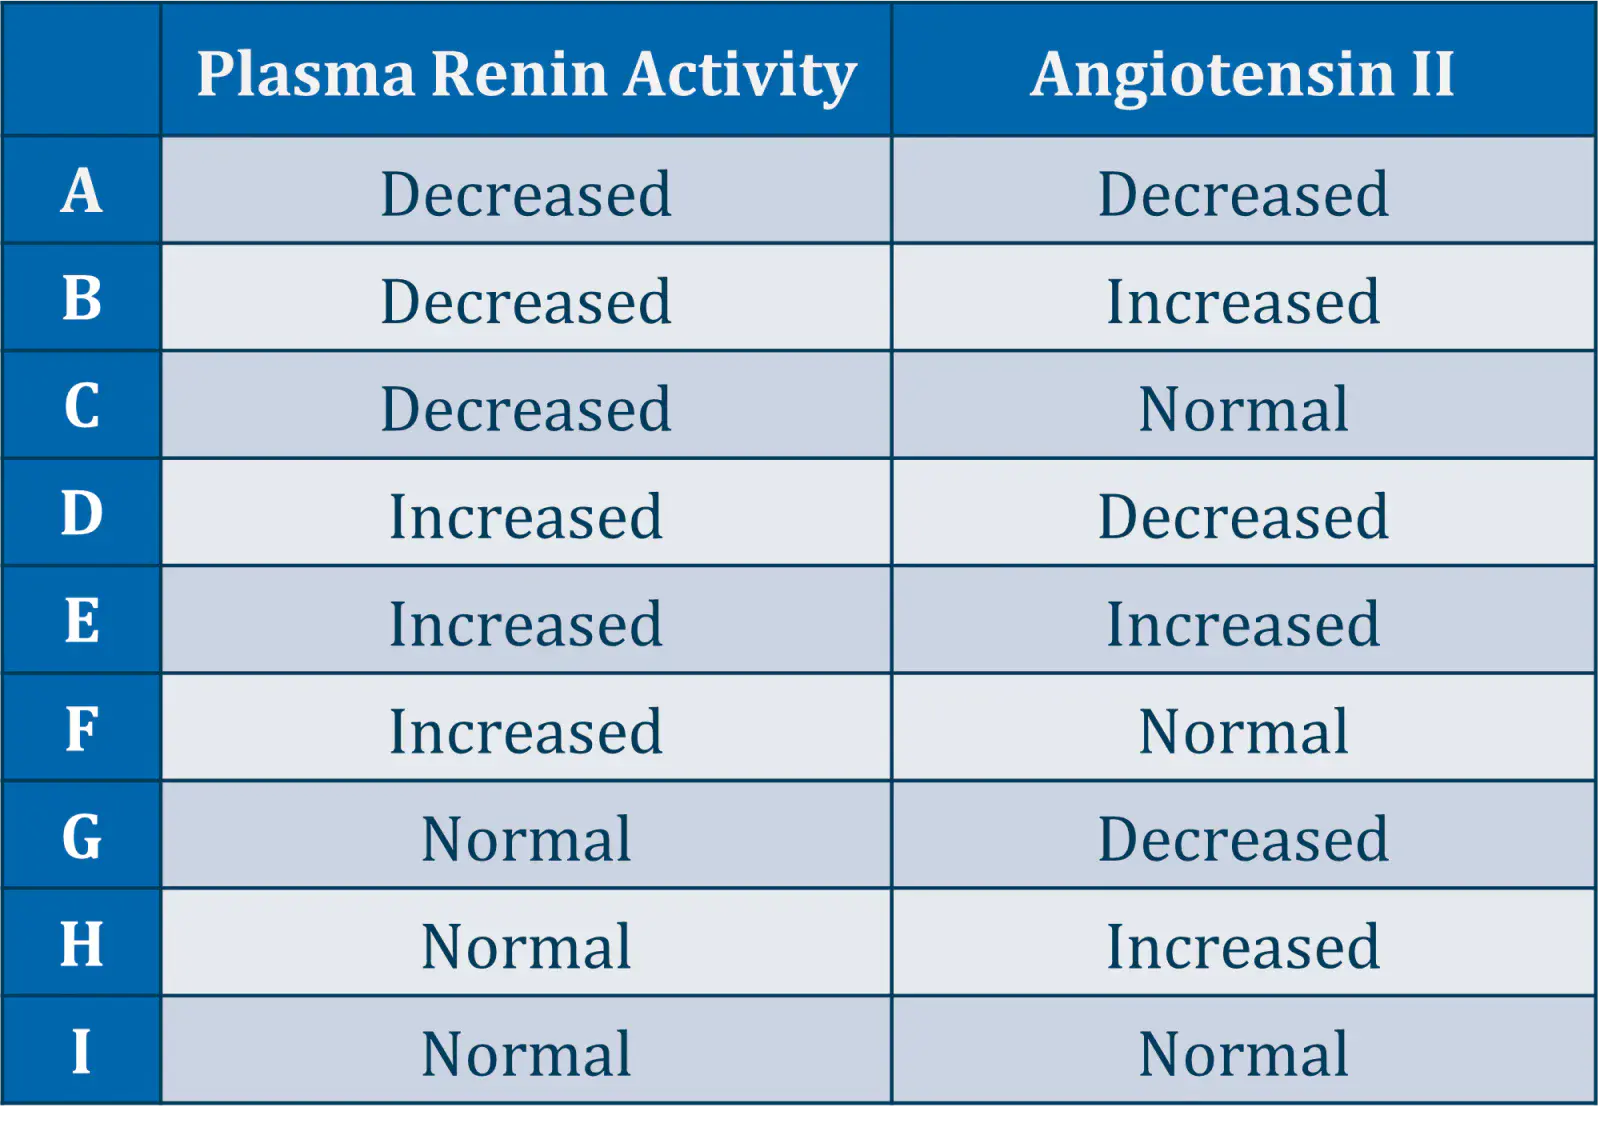 Plasma Renin Activity Angiotensin II
A Decreased Decreased
B Decreased Increased
C Decreased Normal
D Increased Decreased
E Increased Increased
F Increased Normal
G Normal Decreased
H Normal Increased
I Normal Normal